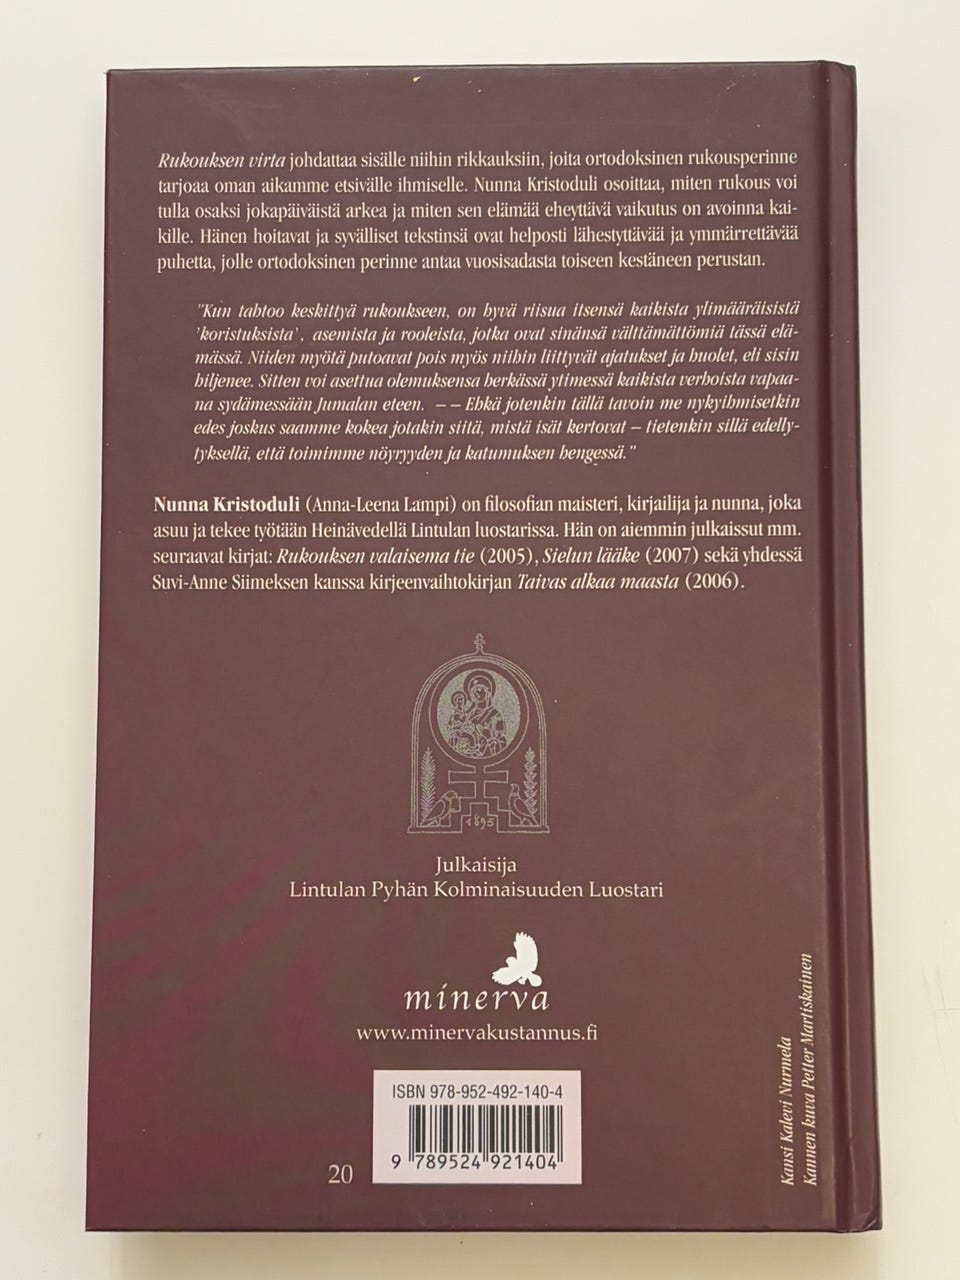 Rukouksen virta johdattaa sisälle niihin rikkauksiin, joita ortodoksinen rukousperinne
tarjoaa oman aikamme etsivälle ihmiselle. Nunna Kristoduli osoittaa, miten rukous voi
tulla osaksi jokapäiväistä arkea ja miten sen elämää eheyttävä vaikutus on avoinna kai-
kille. Hänen hoitavat ja syvälliset tekstinsä ovat helposti lähestyttävää ja ymmärrettävää
puhetta, jolle ortodoksinen perinne antaa vuosisadasta toiseen kestäneen perustan.
"Kun tahtoo keskittyä rukoukseen, on hyvä riisua itsensä kaikista ylimääräisistä
'koristuksista', asemista ja rooleista, jotka ovat sinänsä välttämättömiä tässä elä-
mässä. Niiden myötä putoavat pois myös niihin liittyvät ajatukset ja huolet, eli sisin
hiljenee. Sitten voi asettua olemuksensa herkässä ytimessä kaikista verhoista vapaa-
na sydämessään Jumalan eteen. – – Ehkä jotenkin tällä tavoin me nykyihmisetkin
edes joskus saamme kokea jotakin siitä, mistä isät kertovat – tietenkin sillä edelly-
tyksellä, että toimimme nöyryyden ja katumuksen hengessä."
Nunna Kristoduli (Anna-Leena Lampi) on filosofian maisteri, kirjailija ja nunna, joka
asuu ja tekee työtään Heinävedellä Lintulan luostarissa. Hän on aiemmin julkaissut mm.
seuraavat kirjat: Rukouksen valaisema tie (2005), Sielun lääke (2007) sekä yhdessä
Suvi-Anne Siimeksen kanssa kirjeenvaihtokirjan Taivas alkaa maasta (2006).
1895
Julkaisija
Lintulan Pyhän Kolminaisuuden Luostari
minerva
www.minervakustannus.fi
ISBN 978-952-492-140-4
9 789524 921404
20
Kansi Kalevi Nurmela
Kannen kuva Petter Martiskainen